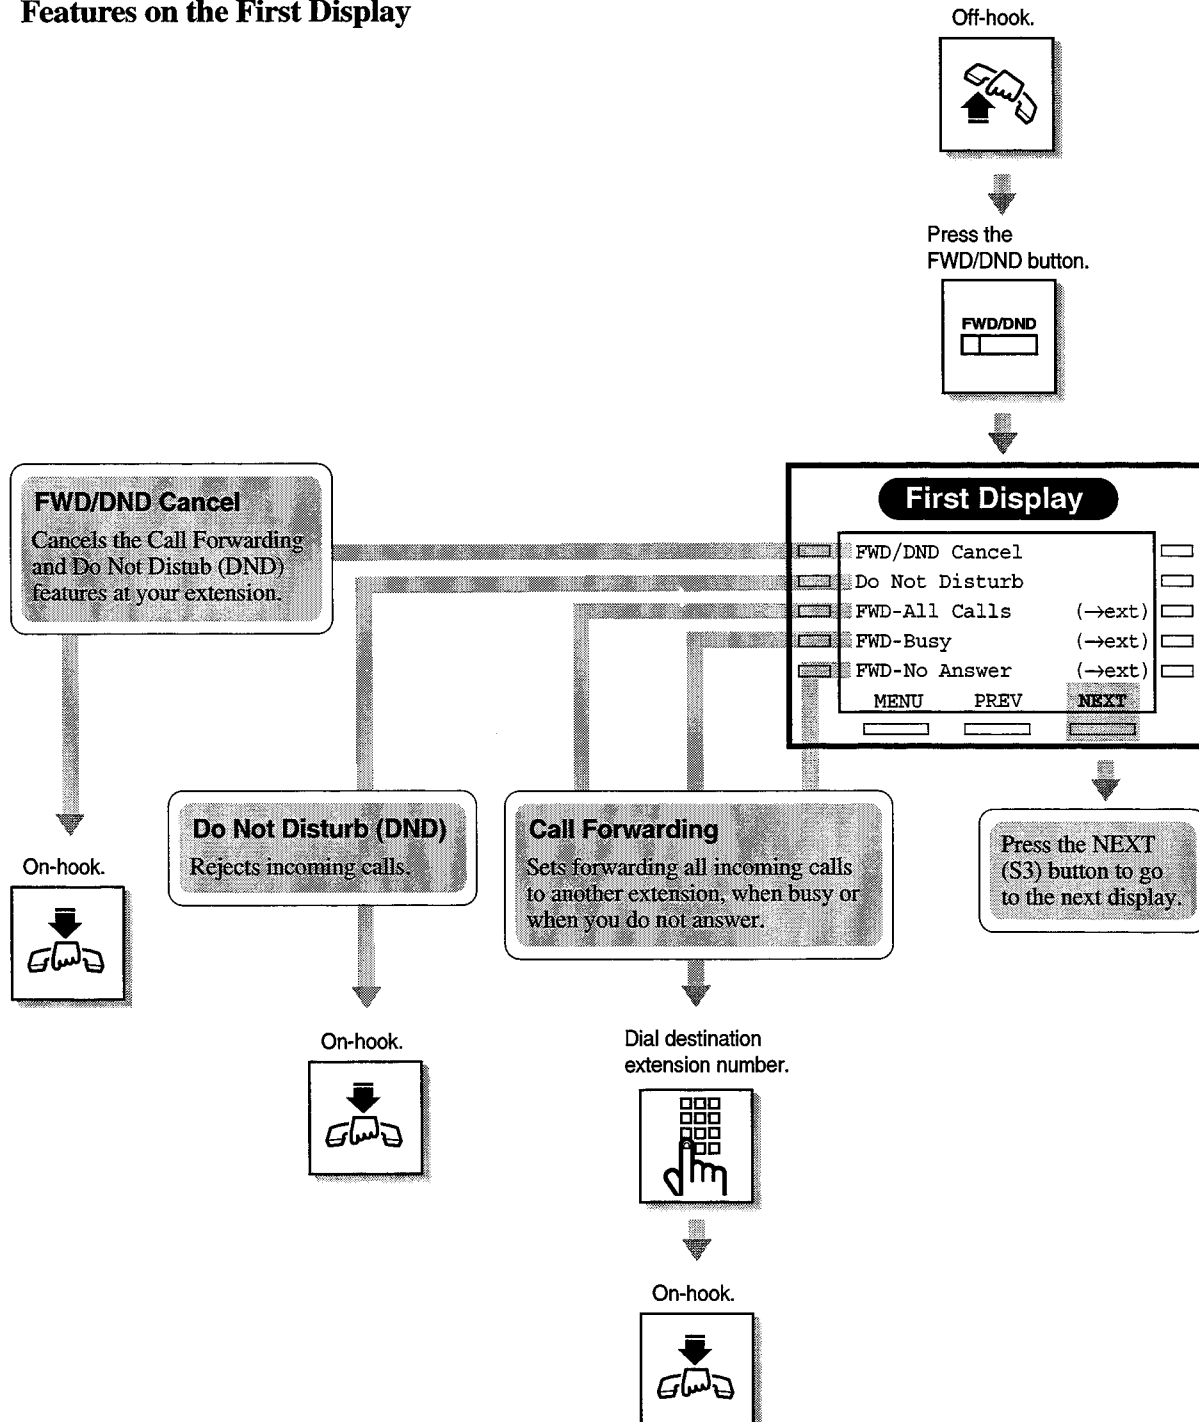 Features on the First Display
Off-hook.
Press the
FWD/DND button.
FWD/DND
First Display
FWD/DND Cancel
Do Not Disturb
FWD-All Calls (→ext)
FWD-Busy (→ext)
FWD-No Answer (→ext)
MENU PREV NEXT
FWD/DND Cancel
Cancels the Call Forwarding
and Do Not Distub (DND)
features at your extension.
On-hook.
Do Not Disturb (DND)
Rejects incoming calls.
On-hook.
Call Forwarding
Sets forwarding all incoming calls
to another extension, when busy or
when you do not answer.
Dial destination
extension number.
On-hook.
Press the NEXT
(S3) button to go
to the next display.